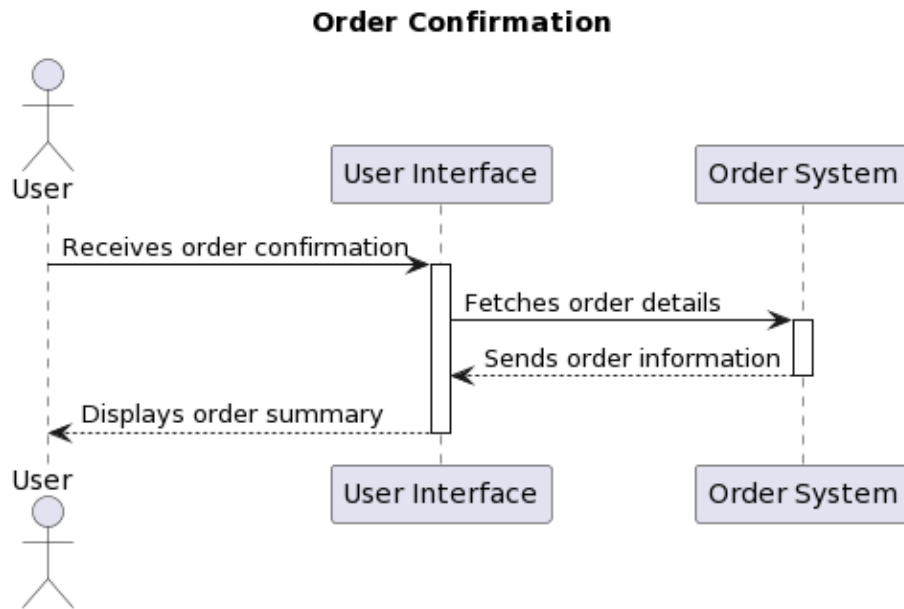 Order Confirmation
User
User Interface
Order System
Receives order confirmation
Fetches order details
Sends order information
Displays order summary
User
User Interface
Order System